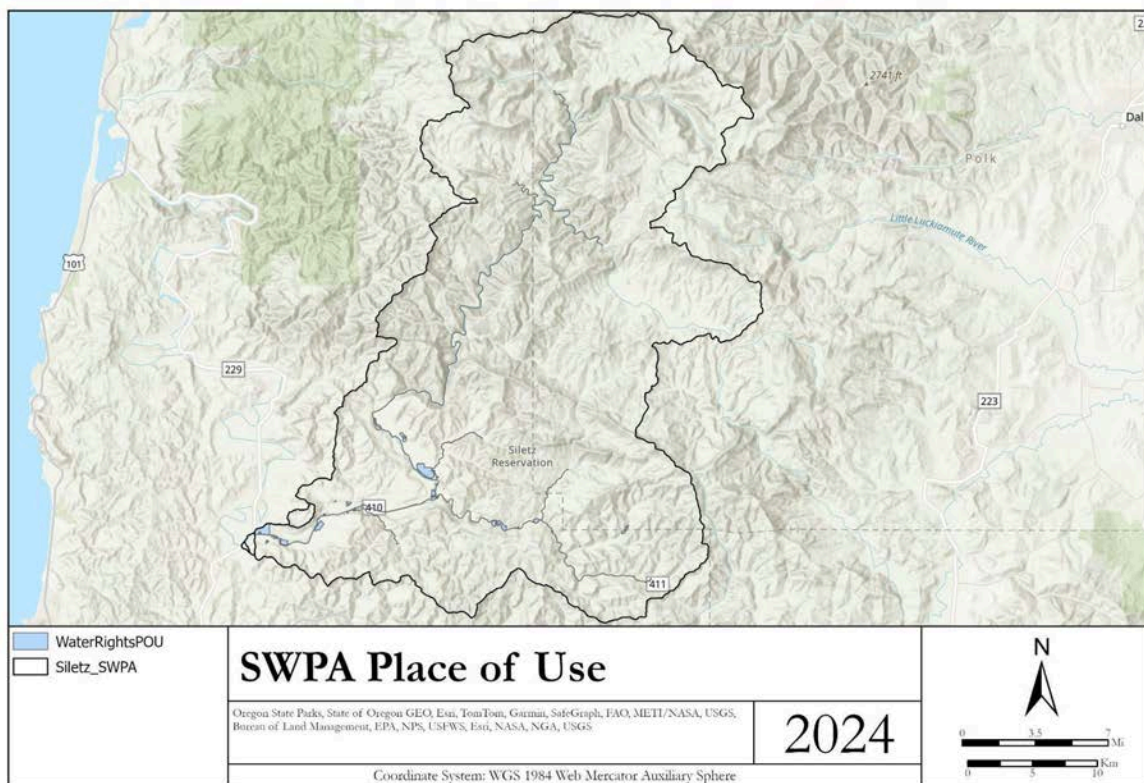 2
2741 ft
Dal
Polk
Little Luckiamute River
101
229
223
Siletz
Reservation
410
411
WaterRightsPOU
Siletz_SWPA
SWPA Place of Use
Oregon State Parks, State of Oregon GEO, Esri, TomTom, Garmin, SafeGraph, FAO, METI/NASA, USGS,
Bureau of Land Management, EPA, NPS, USFWS, Esri, NASA, NGA, USGS
2024
Coordinate System: WGS 1984 Web Mercator Auxiliary Sphere
N
0 3.5 7
Mi
Km
0 5 10